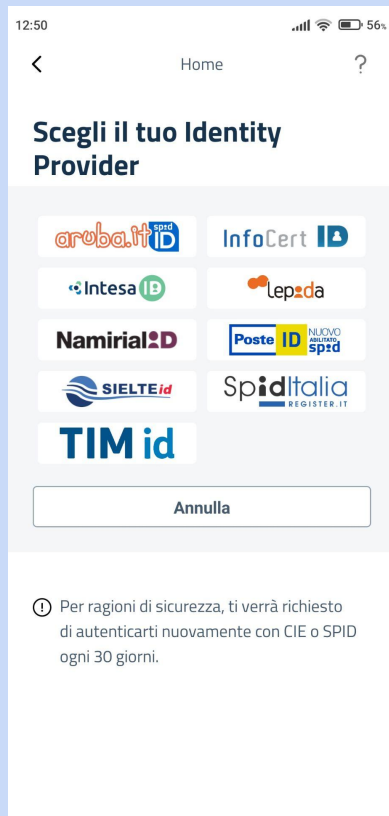 12:50 56%
Home ?
Scegli il tuo Identity
Provider
aruba.it spid ID
InfoCert ID
Intesa ID
Lepida
Namirial ID
Poste ID NUOVO ABILITATO spid
SIELTE id
SpidItalia
REGISTER.IT
TIM id
Annulla
Per ragioni di sicurezza, ti verrà richiesto
di autenticarti nuovamente con CIE o SPID
ogni 30 giorni.